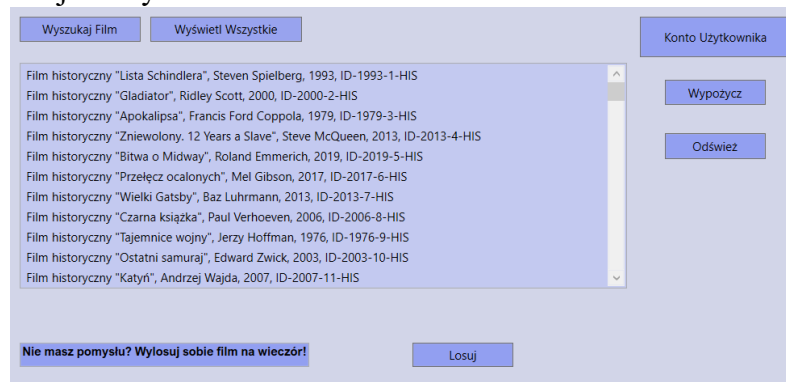 Wyszukaj Film
Wyświetl Wszystkie
Konto Użytkownika
Film historyczny "Lista Schindlera", Steven Spielberg, 1993, ID-1993-1-HIS
Film historyczny "Gladiator", Ridley Scott, 2000, ID-2000-2-HIS
Film historyczny "Apokalipsa", Francis Ford Coppola, 1979, ID-1979-3-HIS
Film historyczny "Zniewolony. 12 Years a Slave", Steve McQueen, 2013, ID-2013-4-HIS
Film historyczny "Bitwa o Midway", Roland Emmerich, 2019, ID-2019-5-HIS
Film historyczny "Przełęcz ocalonych", Mel Gibson, 2017, ID-2017-6-HIS
Film historyczny "Wielki Gatsby", Baz Luhrmann, 2013, ID-2013-7-HIS
Film historyczny "Czarna książka", Paul Verhoeven, 2006, ID-2006-8-HIS
Film historyczny "Tajemnice wojny", Jerzy Hoffman, 1976, ID-1976-9-HIS
Film historyczny "Ostatni samuraj", Edward Zwick, 2003, ID-2003-10-HIS
Film historyczny "Katyń", Andrzej Wajda, 2007, ID-2007-11-HIS
Wypożycz
Odśwież
Nie masz pomysłu? Wylosuj sobie film na wieczór!
Losuj